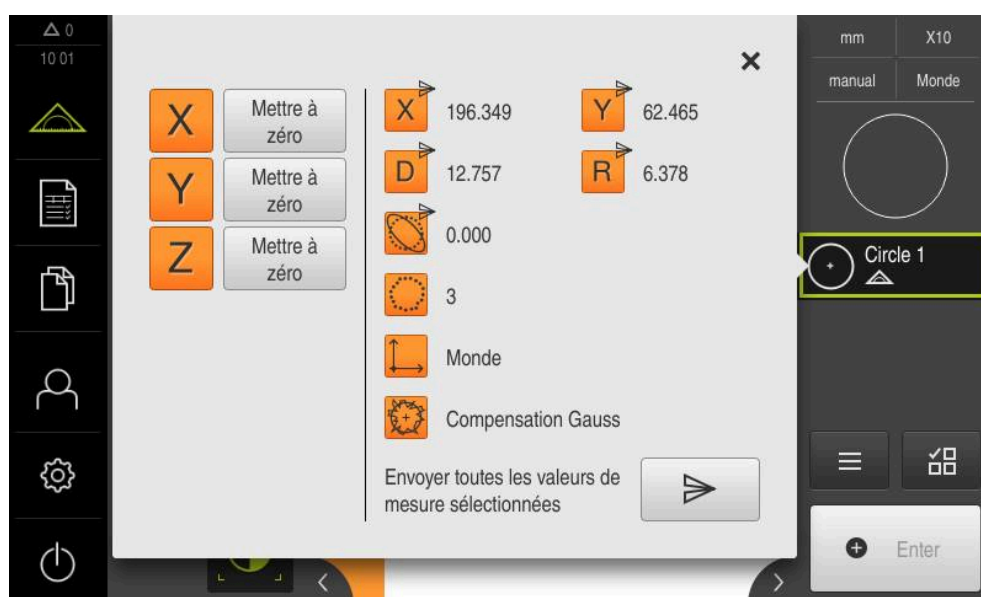 0
10 01
X
Mettre à
zéro
Y
Mettre à
zéro
Z
Mettre à
zéro
X
196.349
Y
62.465
D
12.757
R
6.378
0.000
3
Monde
Compensation Gauss
Envoyer toutes les valeurs de
mesure sélectionnées
mm
X10
manual
Monde
Circle 1
Enter